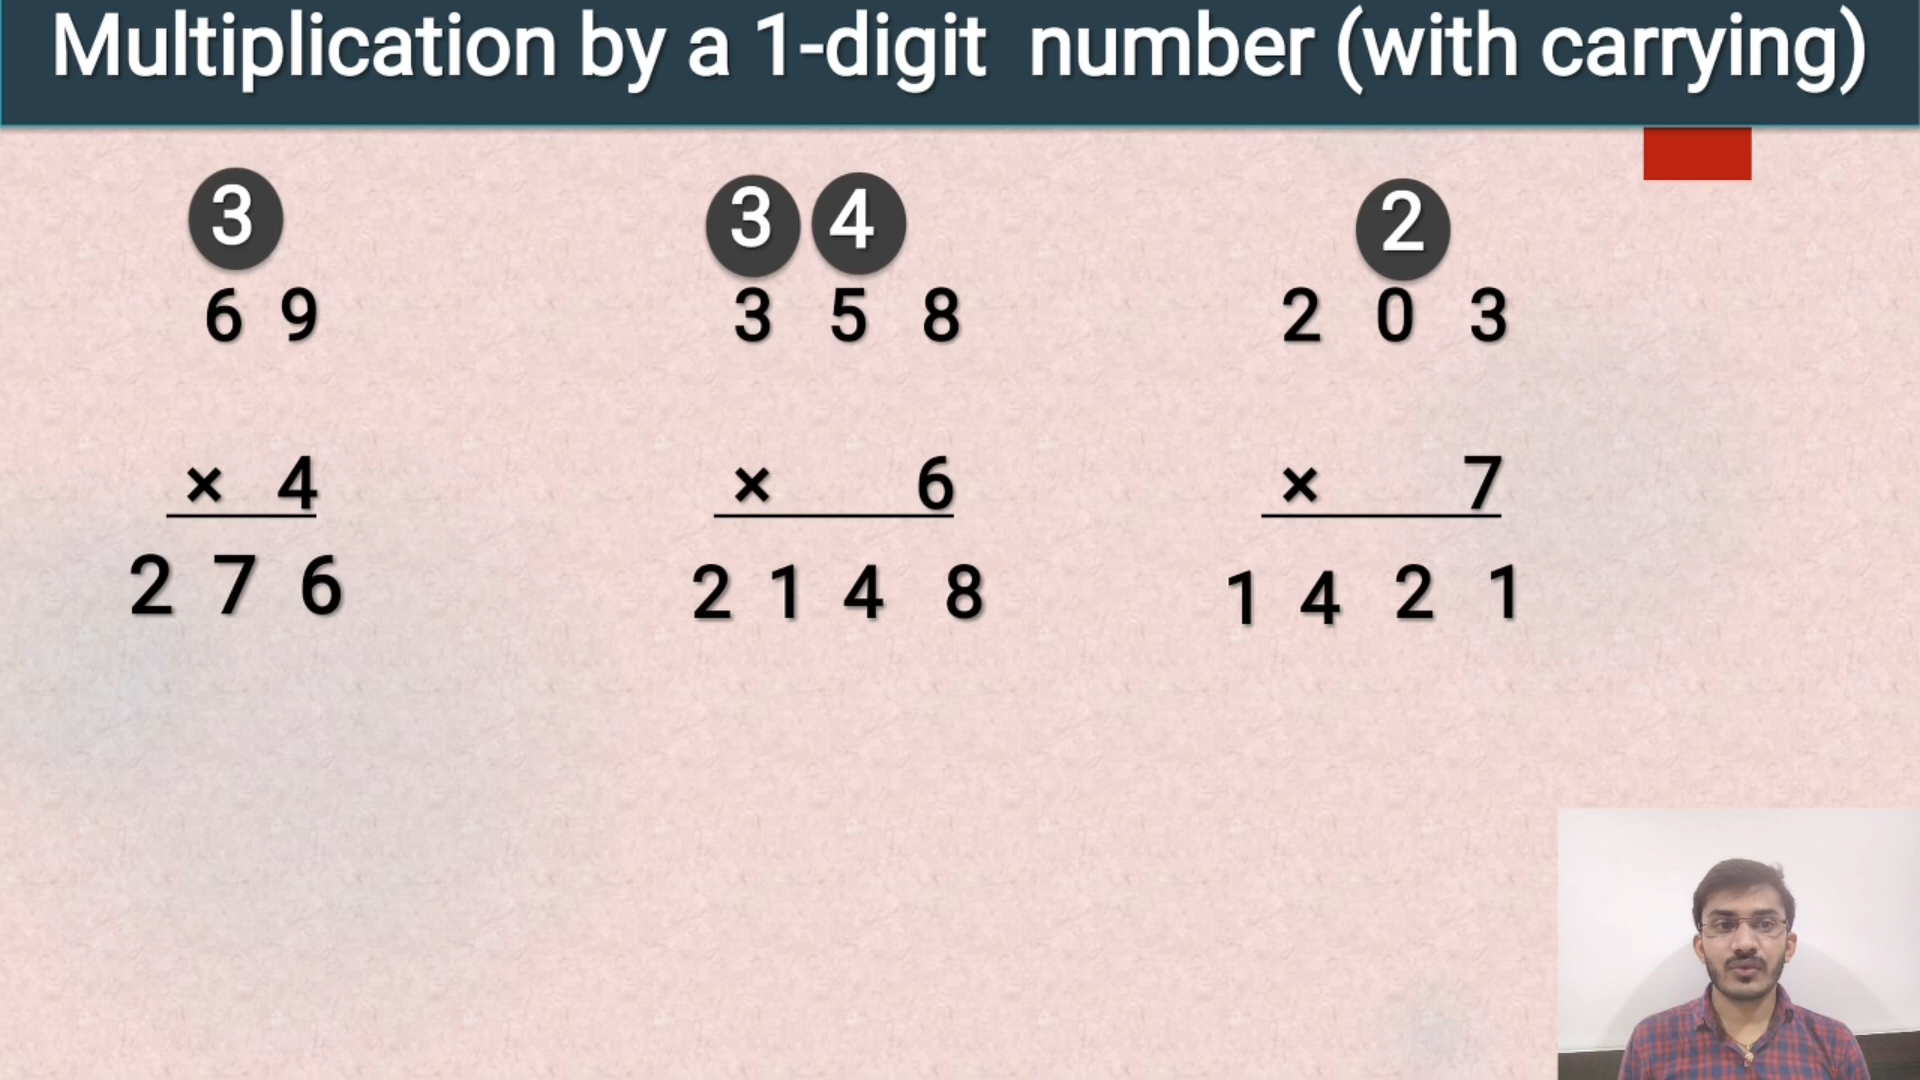 Multiplication by a 1-digit number (with carrying)
3
6 9
× 4
2 7 6
3 4
3 5 8
× 6
2 1 4 8
2
2 0 3
× 7
1 4 2 1